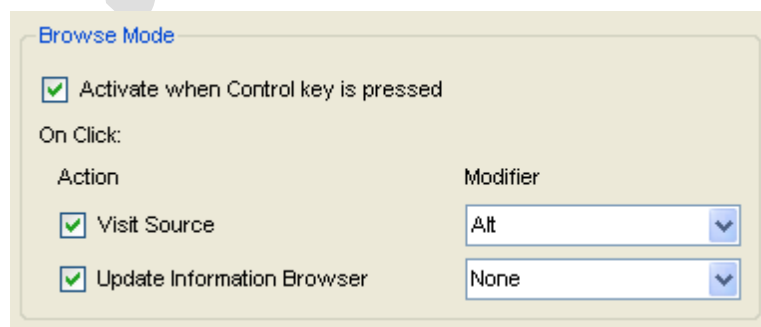 Browse Mode
Activate when Control key is pressed
On Click:
Action Modifier
Visit Source Alt
Update Information Browser None